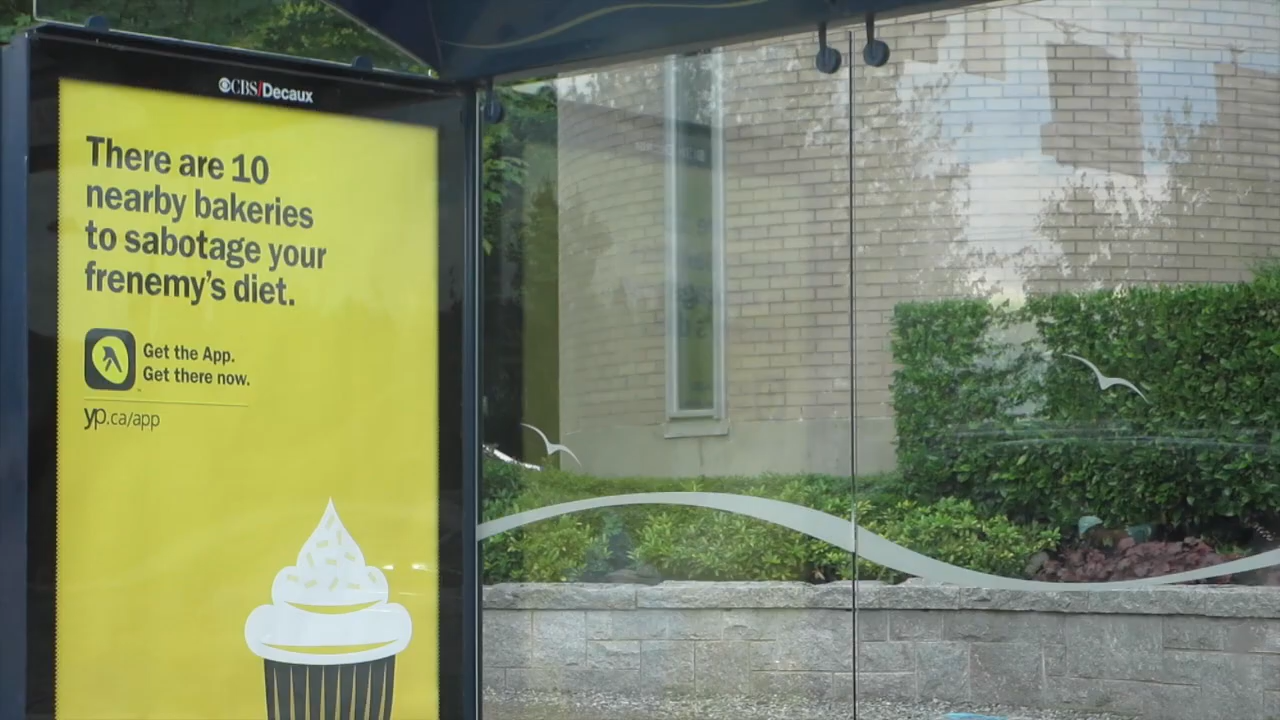 CBS/Decaux
There are 10
nearby bakeries
to sabotage your
frenemy's diet.
Get the App.
Get there now.
yp.ca/app